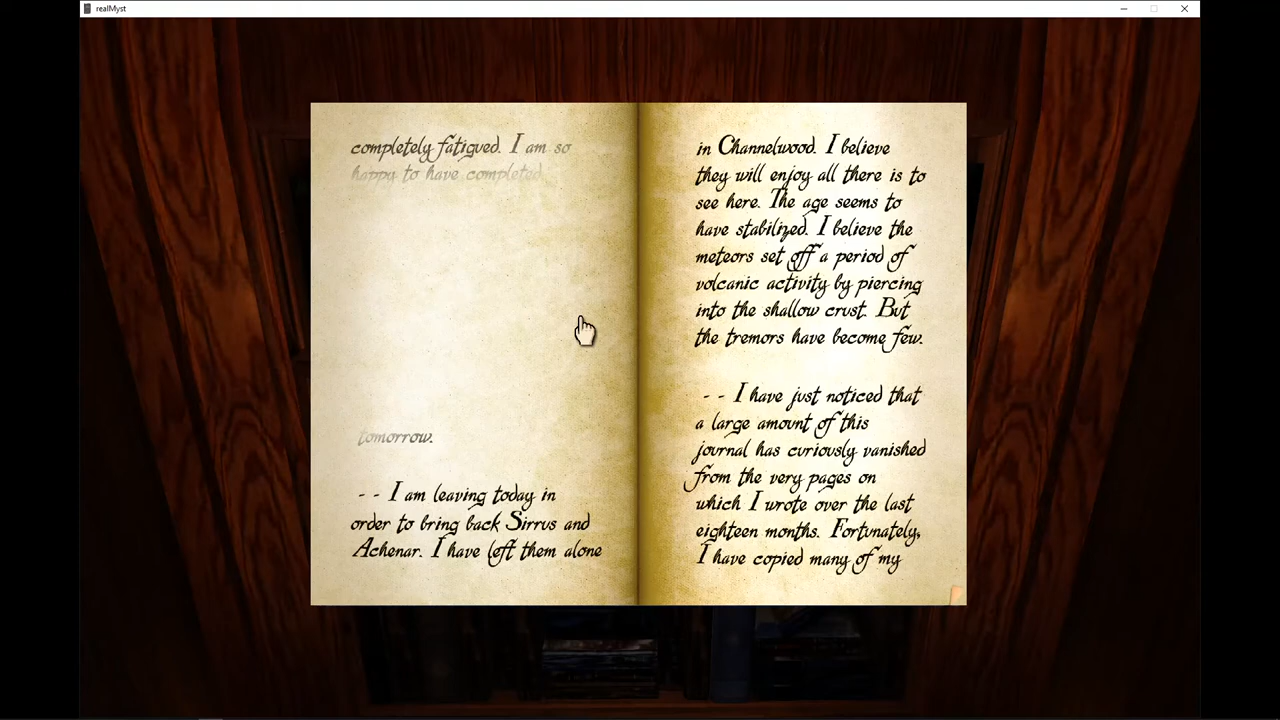 realMyst
completely fatigued. I am so
happy to have completed
tomorrow.
- - I am leaving today in
order to bring back Sirrus and
Achenar. I have left them alone
in Channelwood. I believe
they will enjoy all there is to
see here. The age seems to
have stabilized. I believe the
meteors set off a period of
volcanic activity by piercing
into the shallow crust. But
the tremors have become few.
- - I have just noticed that
a large amount of this
journal has curiously vanished
from the very pages on
which I wrote over the last
eighteen months. Fortunately,
I have copied many of my